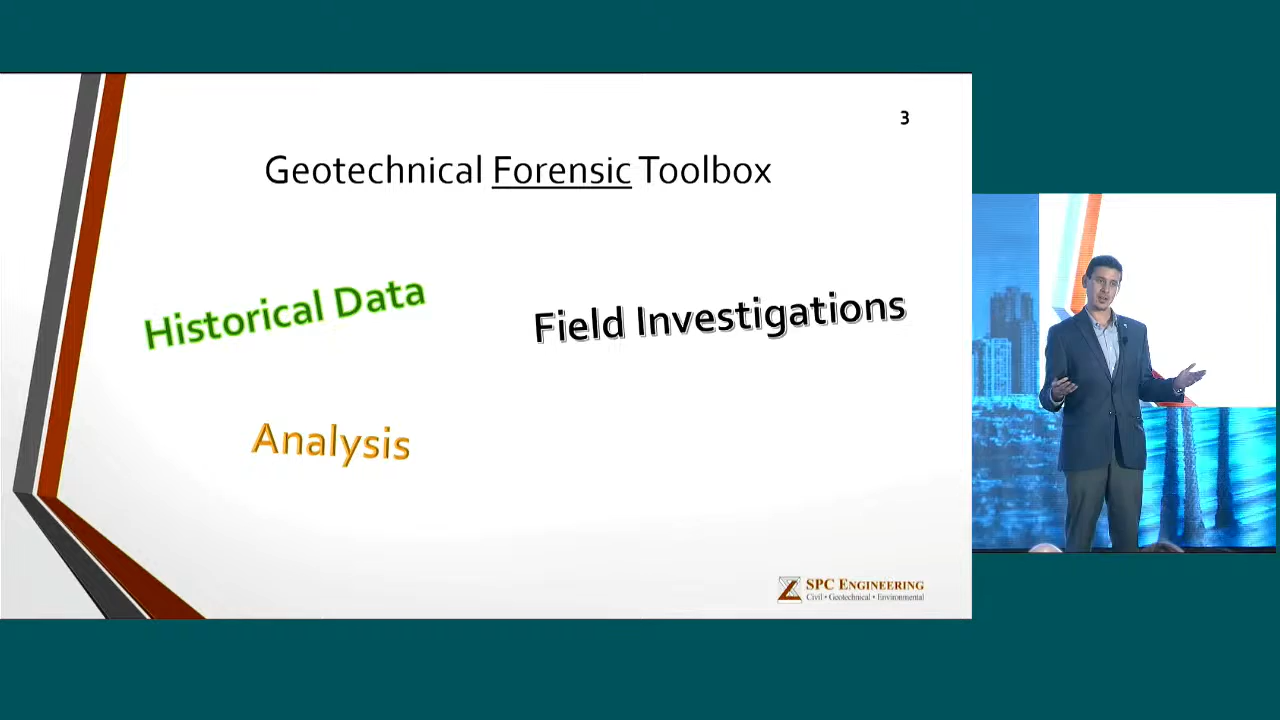 3
Geotechnical Forensic Toolbox
Historical Data
Field Investigations
Analysis
SPC ENGINEERING
Civil • Geotechnical • Environmental